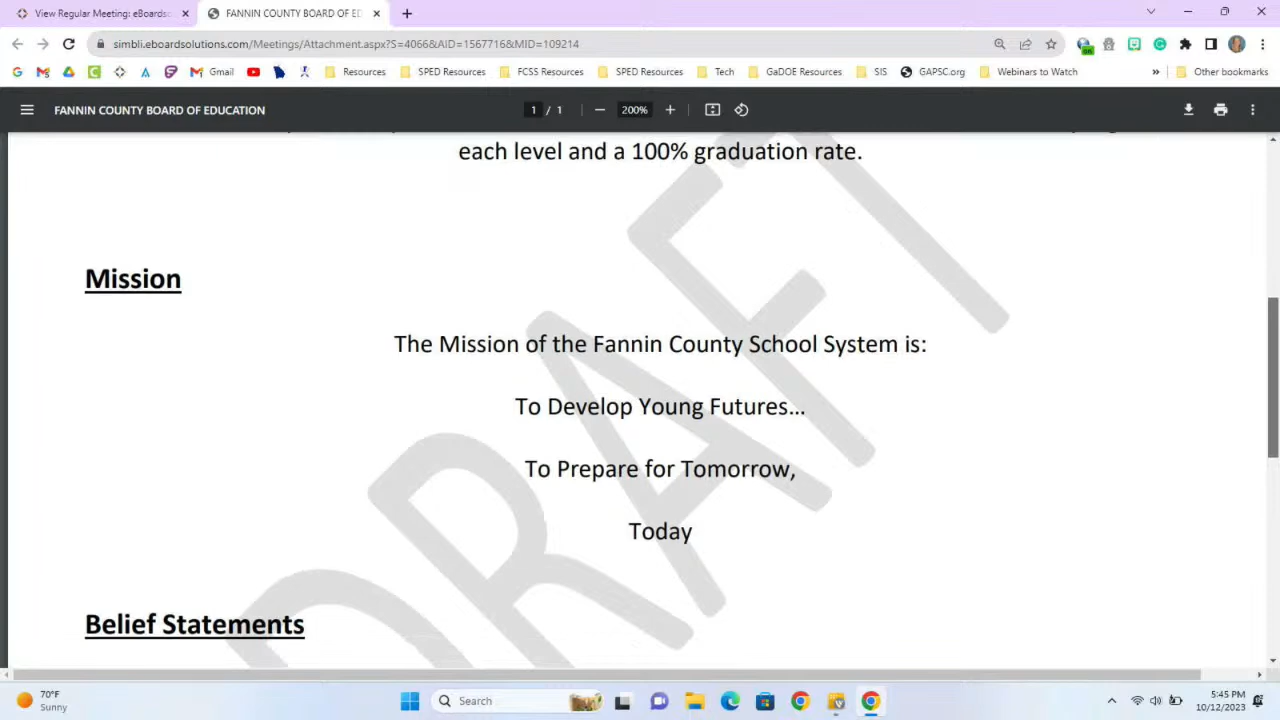 View Regular Meeting: eBoards
FANNIN COUNTY BOARD OF ED
simbli.eboardsolutions.com/Meetings/Attachment.aspx?S=4066&AID=1567716&MID=109214
Gmail
Resources
SPED Resources
FCSS Resources
SPED Resources
Tech
GaDOE Resources
SIS
GAPSC.org
Webinars to Watch
Other bookmarks
FANNIN COUNTY BOARD OF EDUCATION
1 / 1
200%
each level and a 100% graduation rate.
Mission
The Mission of the Fannin County School System is:
To Develop Young Futures…
To Prepare for Tomorrow,
Today
Belief Statements
DRAFT
70°F
Sunny
Search
5:45 PM
10/12/2023